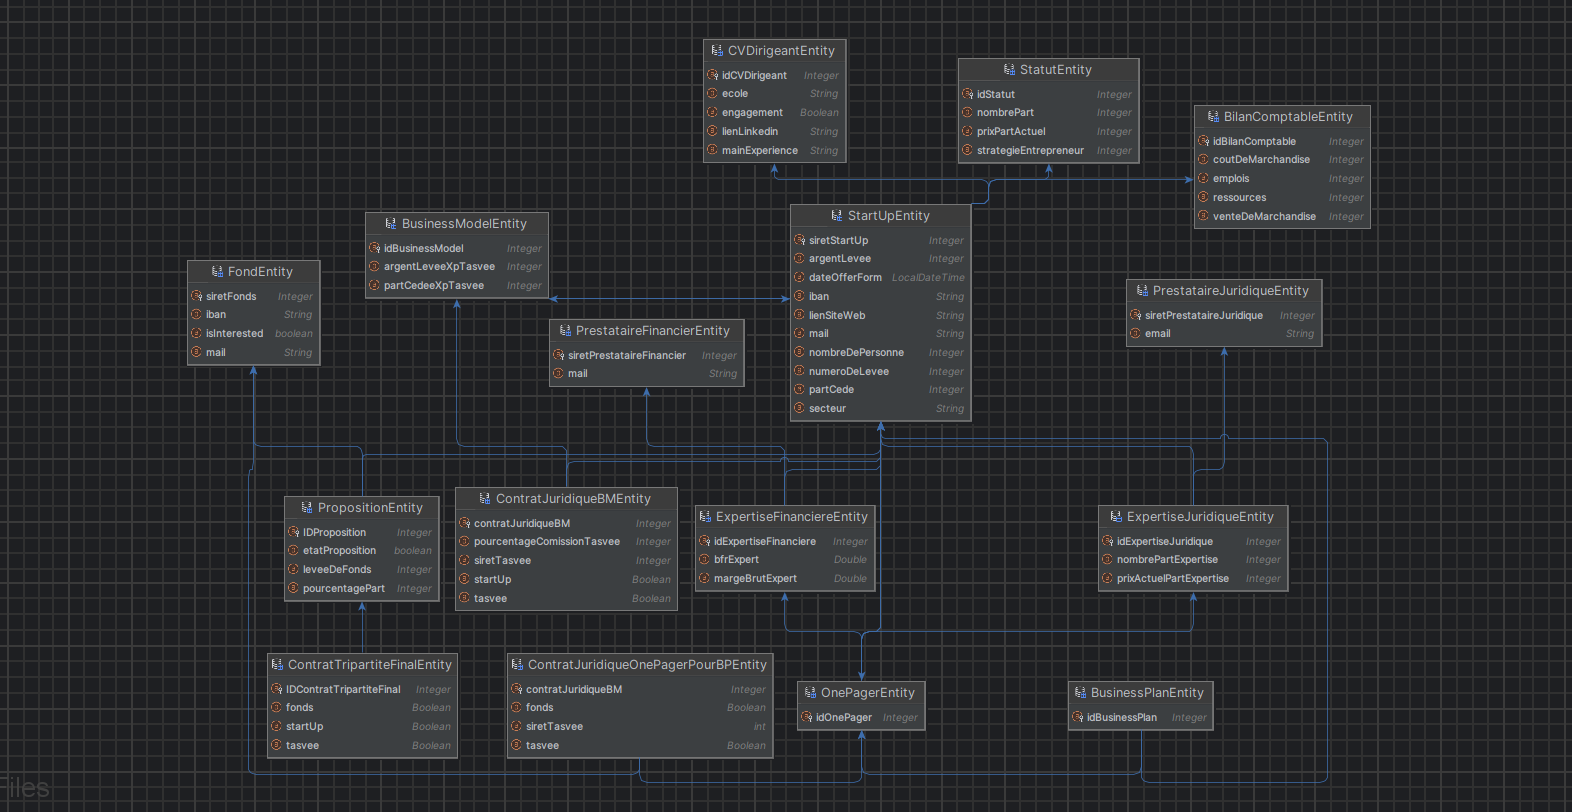 CVDirigeantEntity
idCVDirigeant Integer
ecole String
engagement Boolean
lienLinkedin String
mainExperience String
StatutEntity
idStatut Integer
nombrePart Integer
prixPartActuel Integer
strategieEntrepreneur Integer
BilanComptableEntity
idBilanComptable Integer
coutDeMarchandise Integer
emplois Integer
ressources Integer
venteDeMarchandise Integer
StartUpEntity
siretStartUp Integer
argentLevee Integer
dateOfferForm LocalDateTime
iban String
lienSiteWeb String
mail String
nombreDePersonne Integer
numeroDeLevee Integer
partCede Integer
secteur String
BusinessModelEntity
idBusinessModel Integer
argentLeveeXpTasvee Integer
partCedeeXpTasvee Integer
FondEntity
siretFonds Integer
iban String
isInterested boolean
mail String
PrestataireFinancierEntity
siretPrestataireFinancier Integer
mail String
PrestataireJuridiqueEntity
siretPrestataireJuridique Integer
email String
PropositionEntity
IDProposition Integer
etatProposition boolean
leveeDeFonds Integer
pourcentagePart Integer
ContratJuridiqueBMEntity
contratJuridiqueBM Integer
pourcentageComissionTasvee Integer
siretTasvee Integer
startUp Boolean
tasvee Boolean
ExpertiseFinanciereEntity
idExpertiseFinanciere Integer
bfrExpert Double
margeBrutExpert Double
ExpertiseJuridiqueEntity
idExpertiseJuridique Integer
nombrePartExpertise Integer
prixActuelPartExpertise Integer
ContratTripartiteFinalEntity
IDContratTripartiteFinal Integer
fonds Boolean
startUp Boolean
tasvee Boolean
ContratJuridiqueOnePagerPourBPEntity
contratJuridiqueBM Integer
fonds Boolean
siretTasvee int
tasvee Boolean
OnePagerEntity
idOnePager Integer
BusinessPlanEntity
idBusinessPlan Integer
Files